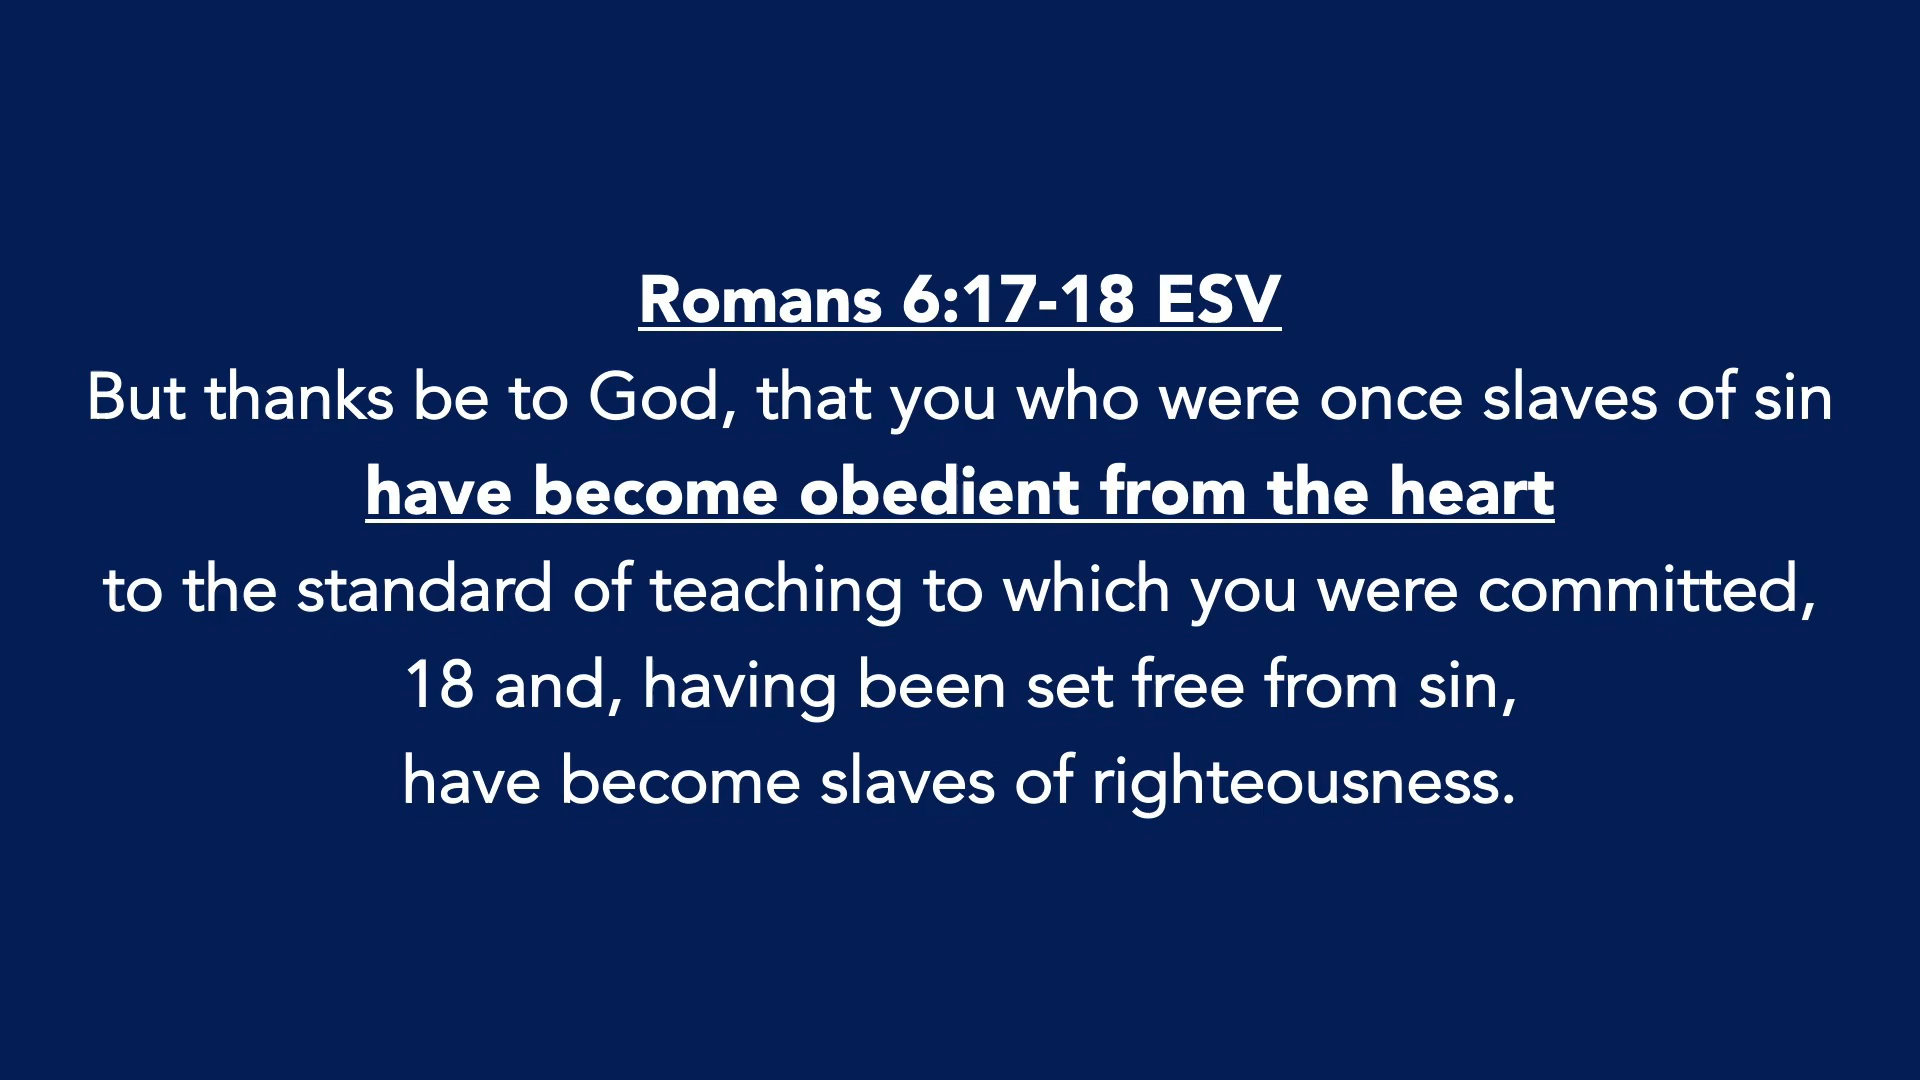 Romans 6:17-18 ESV
But thanks be to God, that you who were once slaves of sin
have become obedient from the heart
to the standard of teaching to which you were committed,
18 and, having been set free from sin,
have become slaves of righteousness.